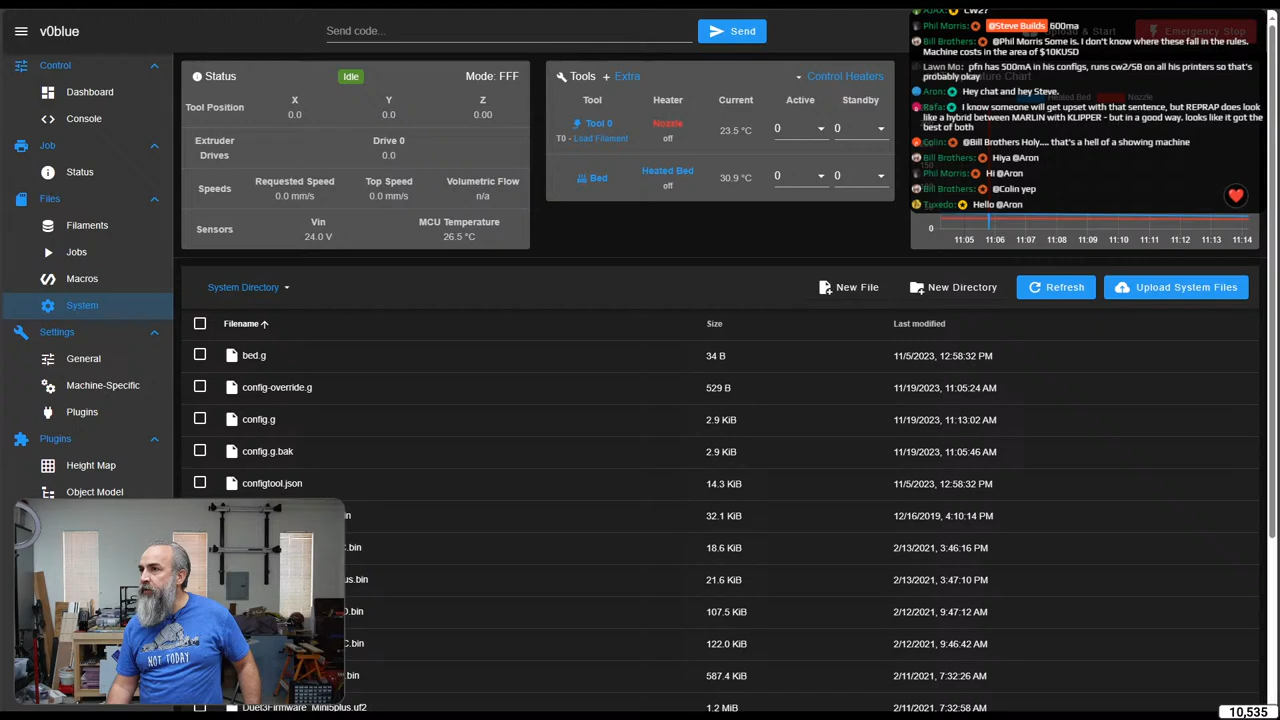 v0blue
Send code...
Send
Upload & Start
Emergency Stop
AJAX: CW2?
Phil Morris: @Steve Builds 600ma
Bill Brothers: @Phil Morris Some is. I don't know where these fall in the rules.
Machine costs in the area of $10KUSD
Lawn Mo: pfn has 500mA in his configs, runs cw2/SB on all his printers so that's
probably okay
Aron: Hey chat and hey Steve.
Rafa: I know someone will get upset with that sentence, but REPRAP does look
like a hybrid between MARLIN with KLIPPER - but in a good way. looks like it got the
best of both
Colin: @Bill Brothers Holy.... that's a hell of a showing machine
Bill Brothers: Hiya @Aron
Phil Morris: Hi @Aron
Bill Brothers: @Colin yep
Tuxedo: Hello @Aron
Control
Dashboard
Console
Job
Status
Files
Filaments
Jobs
Macros
System
Settings
General
Machine-Specific
Plugins
Plugins
Height Map
Object Model
Status
Idle
Mode: FFF
Tool Position
X
Y
Z
0.0
0.0
0.00
Extruder
Drives
Drive 0
0.0
Speeds
Requested Speed
Top Speed
Volumetric Flow
0.0 mm/s
0.0 mm/s
n/a
Sensors
Vin
MCU Temperature
24.0 V
26.5 °C
Tools + Extra
Control Heaters
Tool
Heater
Current
Active
Standby
Tool 0
T0 - Load Filament
Nozzle
off
23.5 °C
0
0
Bed
Heated Bed
off
30.9 °C
0
0
0
11:05 11:06 11:07 11:08 11:09 11:10 11:11 11:12 11:13 11:14
System Directory
New File
New Directory
Refresh
Upload System Files
Filename
Size
Last modified
bed.g
34 B
11/5/2023, 12:58:32 PM
config-override.g
529 B
11/19/2023, 11:05:24 AM
config.g
2.9 KiB
11/19/2023, 11:13:02 AM
config.g.bak
2.9 KiB
11/19/2023, 11:05:46 AM
configtool.json
14.3 KiB
11/5/2023, 12:58:32 PM
in
32.1 KiB
12/16/2019, 4:10:14 PM
C.bin
18.6 KiB
2/13/2021, 3:46:16 PM
us.bin
21.6 KiB
2/13/2021, 3:47:10 PM
D.bin
107.5 KiB
2/12/2021, 9:47:12 AM
C.bin
122.0 KiB
2/12/2021, 9:46:42 AM
.bin
587.4 KiB
2/11/2021, 7:32:26 AM
Duet3Firmware_Mini5plus.uf2
1.2 MiB
2/11/2021, 7:32:58 AM
NOT TODAY
10,535